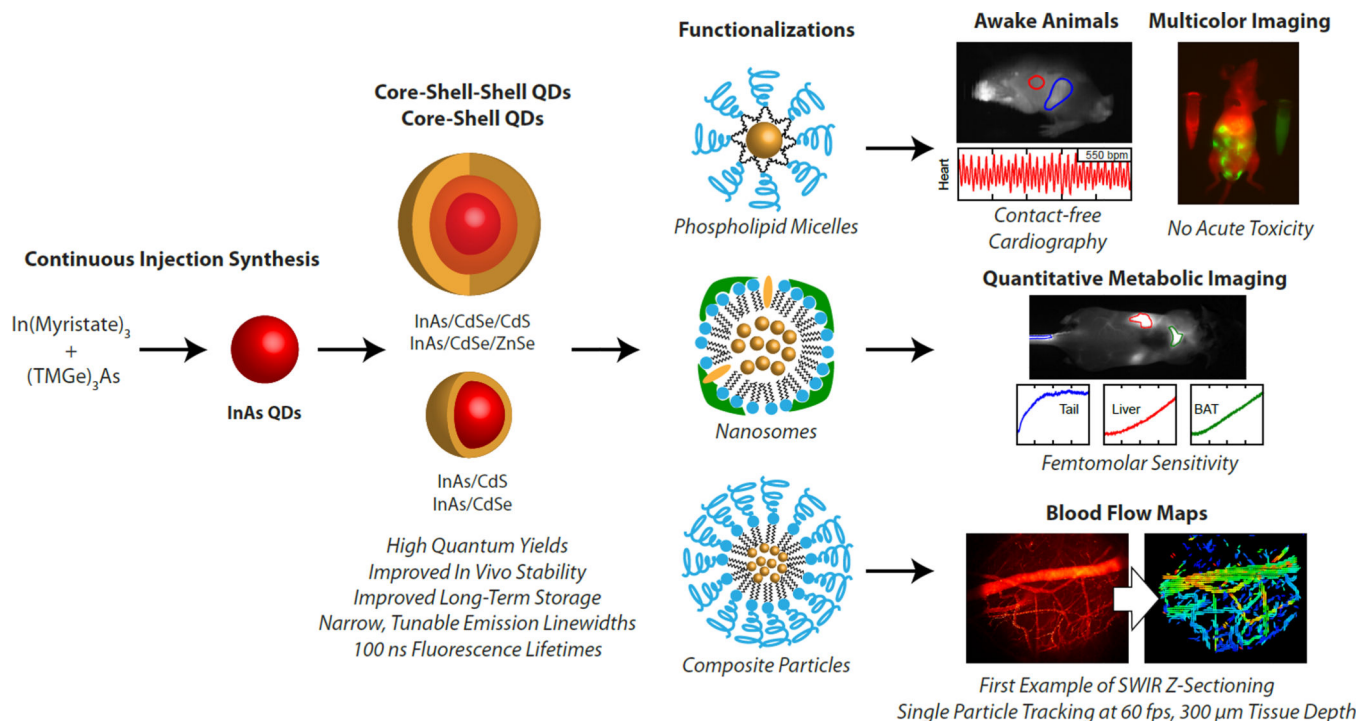 Continuous Injection Synthesis
In(Myristate)₃
+
(TMGe)₃As
InAs QDs
Core-Shell-Shell QDs
Core-Shell QDs
InAs/CdSe/CdS
InAs/CdSe/ZnSe
InAs/CdS
InAs/CdSe
High Quantum Yields
Improved In Vivo Stability
Improved Long-Term Storage
Narrow, Tunable Emission Linewidths
100 ns Fluorescence Lifetimes
Functionalizations
Phospholipid Micelles
Nanosomes
Composite Particles
Awake Animals
Heart
550 bpm
Contact-free
Cardiography
Multicolor Imaging
No Acute Toxicity
Quantitative Metabolic Imaging
Tail
Liver
BAT
Femtomolar Sensitivity
Blood Flow Maps
First Example of SWIR Z-Sectioning
Single Particle Tracking at 60 fps, 300 µm Tissue Depth